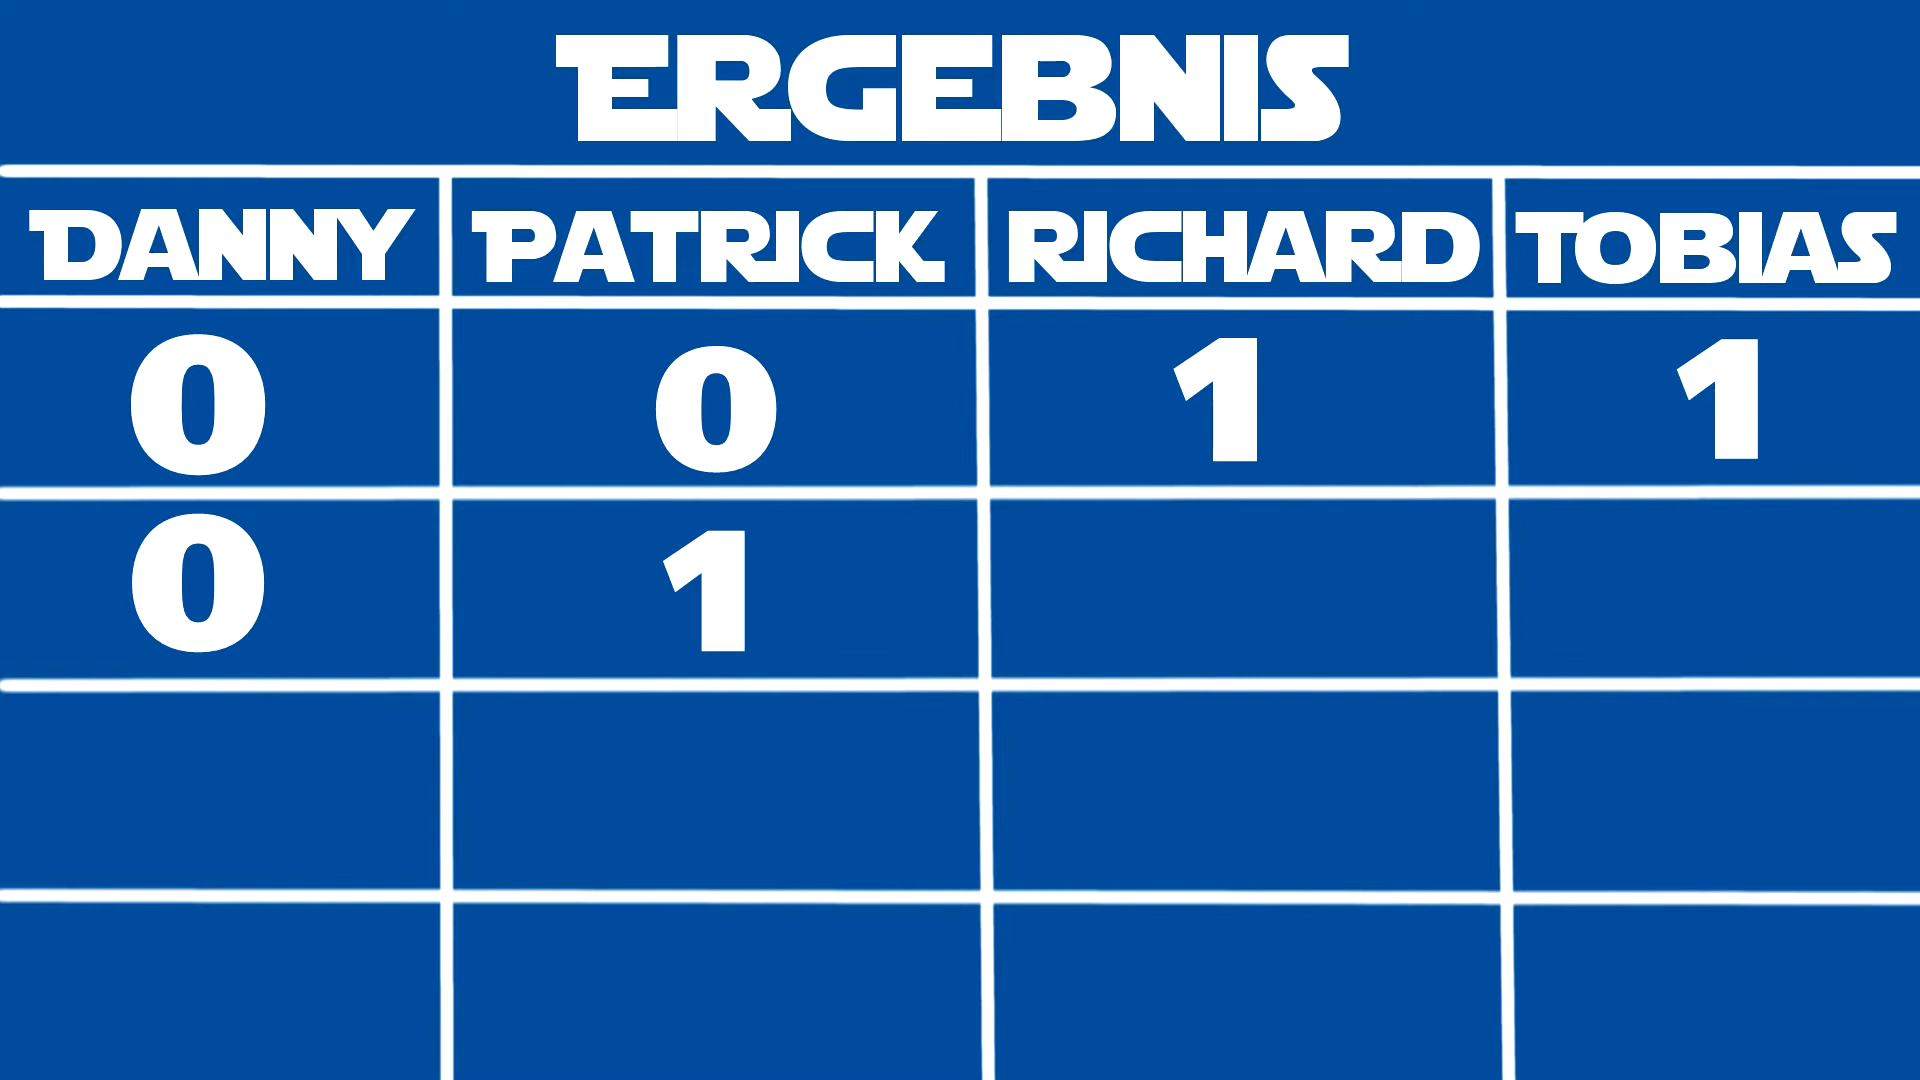 ERGEBNIS
DANNY PATRICK RICHARD TOBIAS
0 0 1 1
0 1